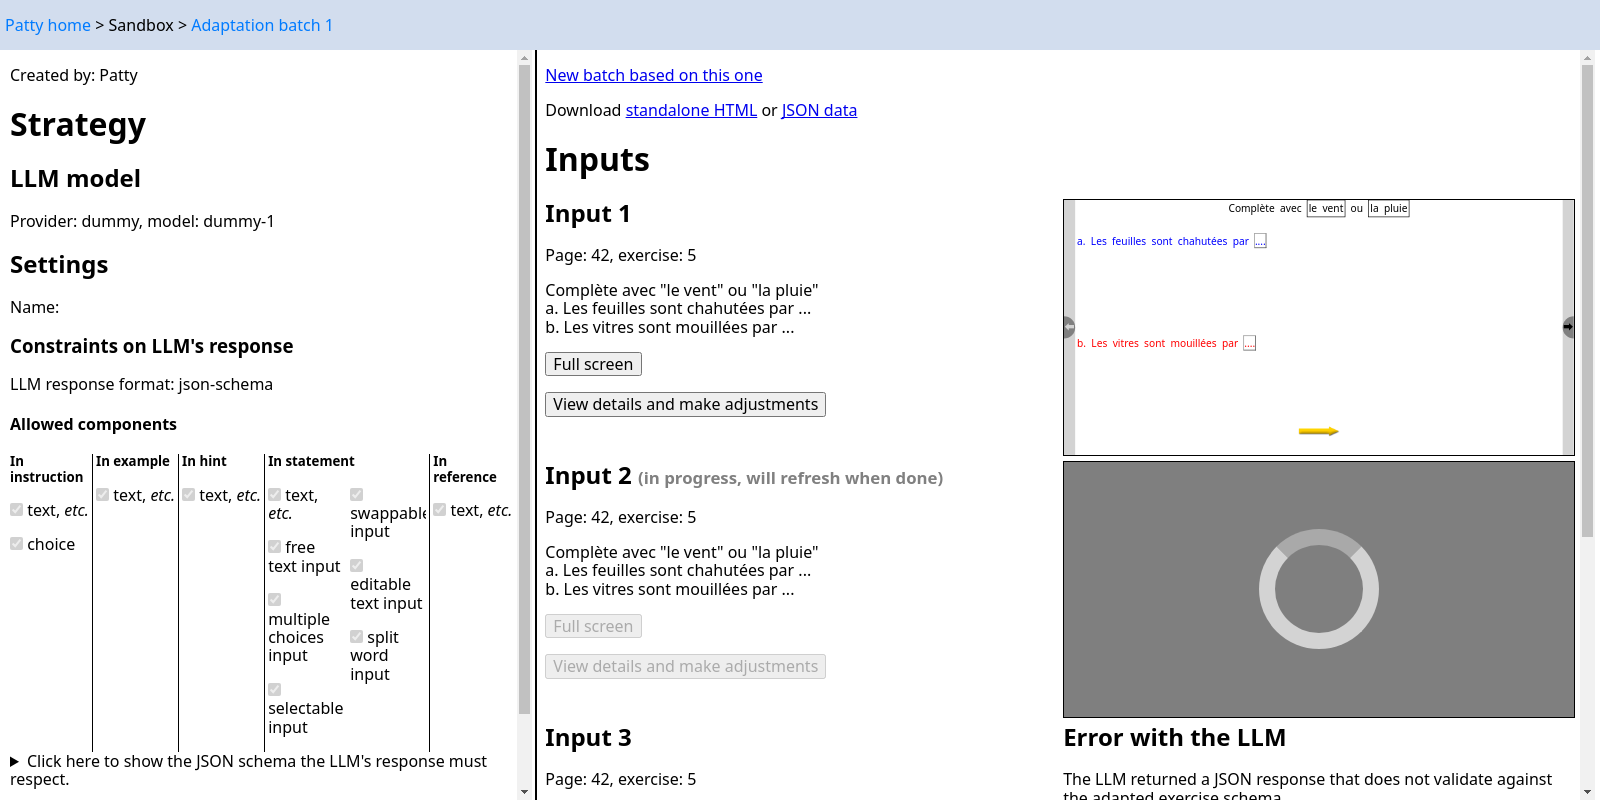 Patty home > Sandbox > Adaptation batch 1
Created by: Patty
Strategy
LLM model
Provider: dummy, model: dummy-1
Settings
Name:
Constraints on LLM's response
LLM response format: json-schema
Allowed components
In instruction
text, etc.
choice
In example
text, etc.
In hint
text, etc.
In statement
text, etc.
free text input
multiple choices input
selectable input
swappable input
editable text input
split word input
In reference
text, etc.
Click here to show the JSON schema the LLM's response must
respect.
New batch based on this one
Download standalone HTML or JSON data
Inputs
Input 1
Page: 42, exercise: 5
Complète avec "le vent" ou "la pluie"
a. Les feuilles sont chahutées par ...
b. Les vitres sont mouillées par ...
Full screen
View details and make adjustments
Complète avec le vent ou la pluie
a. Les feuilles sont chahutées par ....
b. Les vitres sont mouillées par ....
Input 2 (in progress, will refresh when done)
Page: 42, exercise: 5
Complète avec "le vent" ou "la pluie"
a. Les feuilles sont chahutées par ...
b. Les vitres sont mouillées par ...
Full screen
View details and make adjustments
Input 3
Page: 42, exercise: 5
Error with the LLM
The LLM returned a JSON response that does not validate against
the adapted exercise schema.